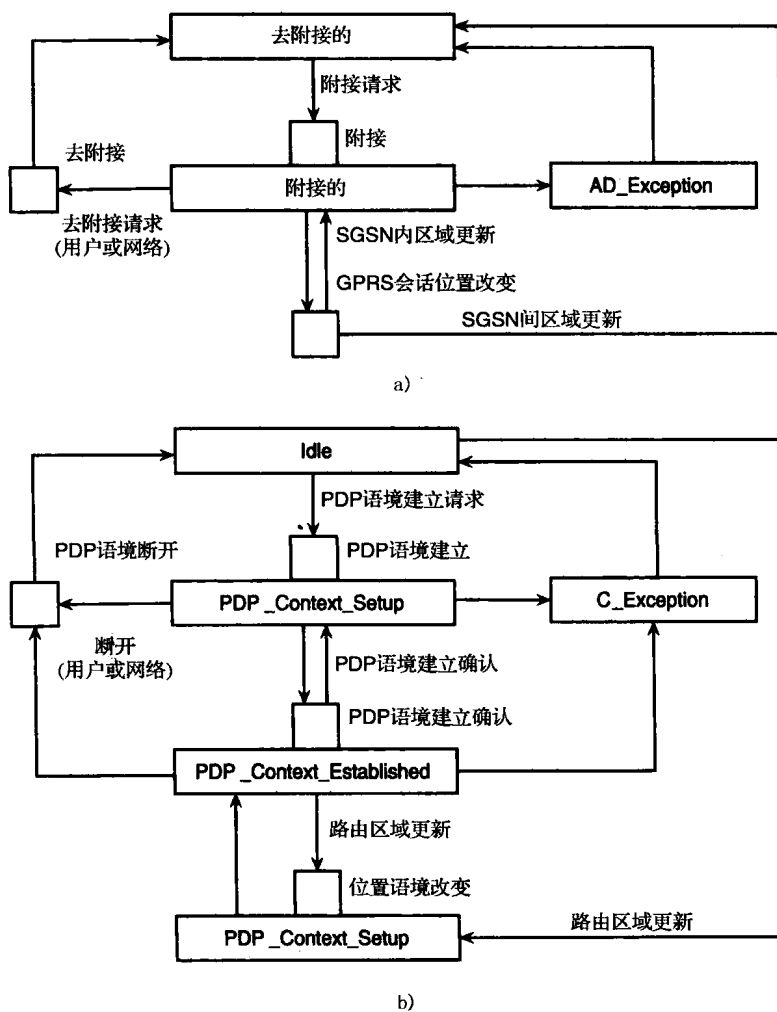 去附接的
附接请求
附接
去附接
附接的
AD_Exception
去附接请求
(用户或网络)
SGSN内区域更新
GPRS会话位置改变
SGSN间区域更新
a)
Idle
PDP语境建立请求
PDP语境断开
PDP语境建立
PDP_Context_Setup
C_Exception
断开
(用户或网络)
PDP语境建立确认
PDP语境建立确认
PDP_Context_Established
路由区域更新
位置语境改变
PDP_Context_Setup
路由区域更新
b)